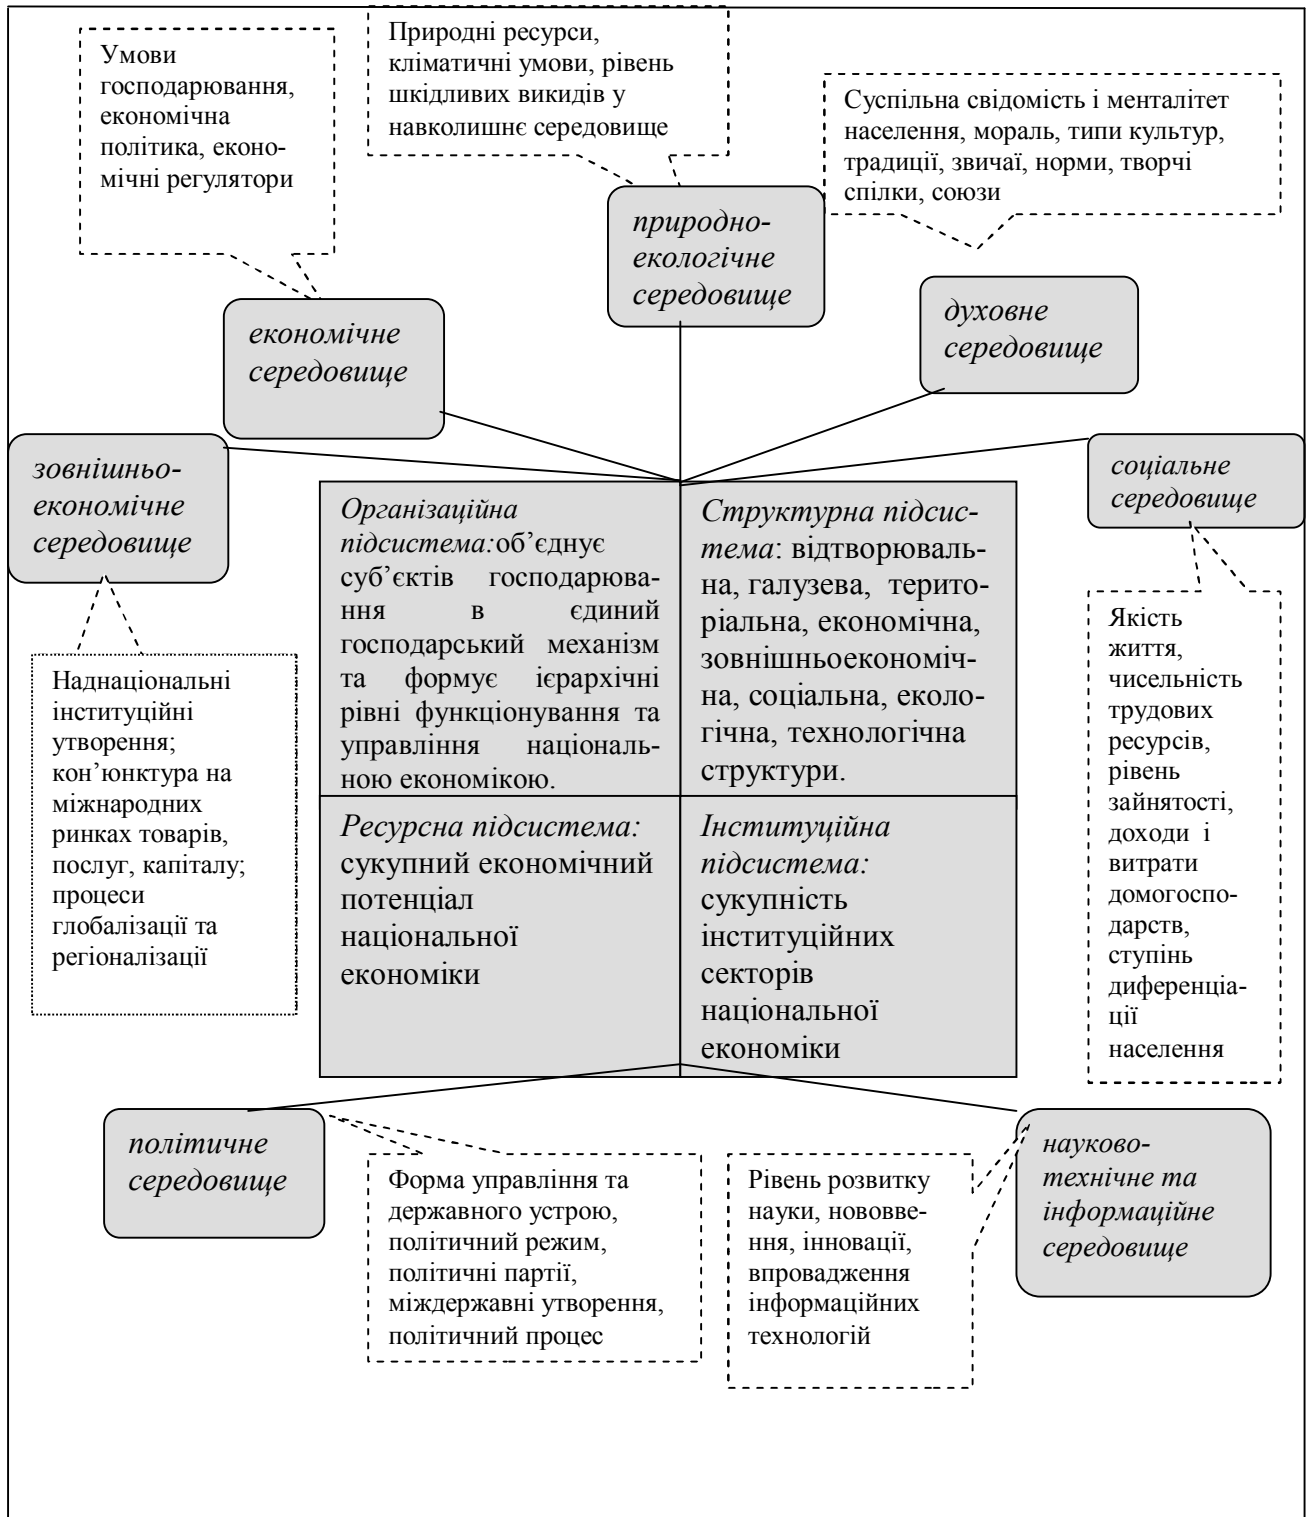 Умови
господарювання,
економічна
політика, еконо-
мічні регулятори
Природні ресурси,
кліматичні умови, рівень
шкідливих викидів у
навколишнє середовище
Суспільна свідомість і менталітет
населення, мораль, типи культур,
традиції, звичаї, норми, творчі
спілки, союзи
економічне
середовище
природно-
екологічне
середовище
духовне
середовище
зовнішньо-
економічне
середовище
соціальне
середовище
Організаційна
підсистема:об’єднує
суб’єктів господарюва-
ння в єдиний
господарський механізм
та формує ієрархічні
рівні функціонування та
управління національ-
ною економікою.
Структурна підсис-
тема: відтворюваль-
на, галузева, терито-
ріальна, економічна,
зовнішньоекономіч-
на, соціальна, еколо-
гічна, технологічна
структури.
Наднаціональні
інституційні
утворення;
кон’юнктура на
міжнародних
ринках товарів,
послуг, капіталу;
процеси
глобалізації та
регіоналізації
Ресурсна підсистема:
сукупний економічний
потенціал
національної
економіки
Інституційна
підсистема:
сукупність
інституційних
секторів
національної
економіки
Якість
життя,
чисельність
трудових
ресурсів,
рівень
зайнятості,
доходи і
витрати
домогоспо-
дарств,
ступінь
диференціа-
ції
населення
політичне
середовище
Форма управління та
державного устрою,
політичний режим,
політичні партії,
міждержавні утворення,
політичний процес
Рівень розвитку
науки, нововве-
ення, інновації,
впровадження
інформаційних
технологій
науково-
технічне та
інформаційне
середовище